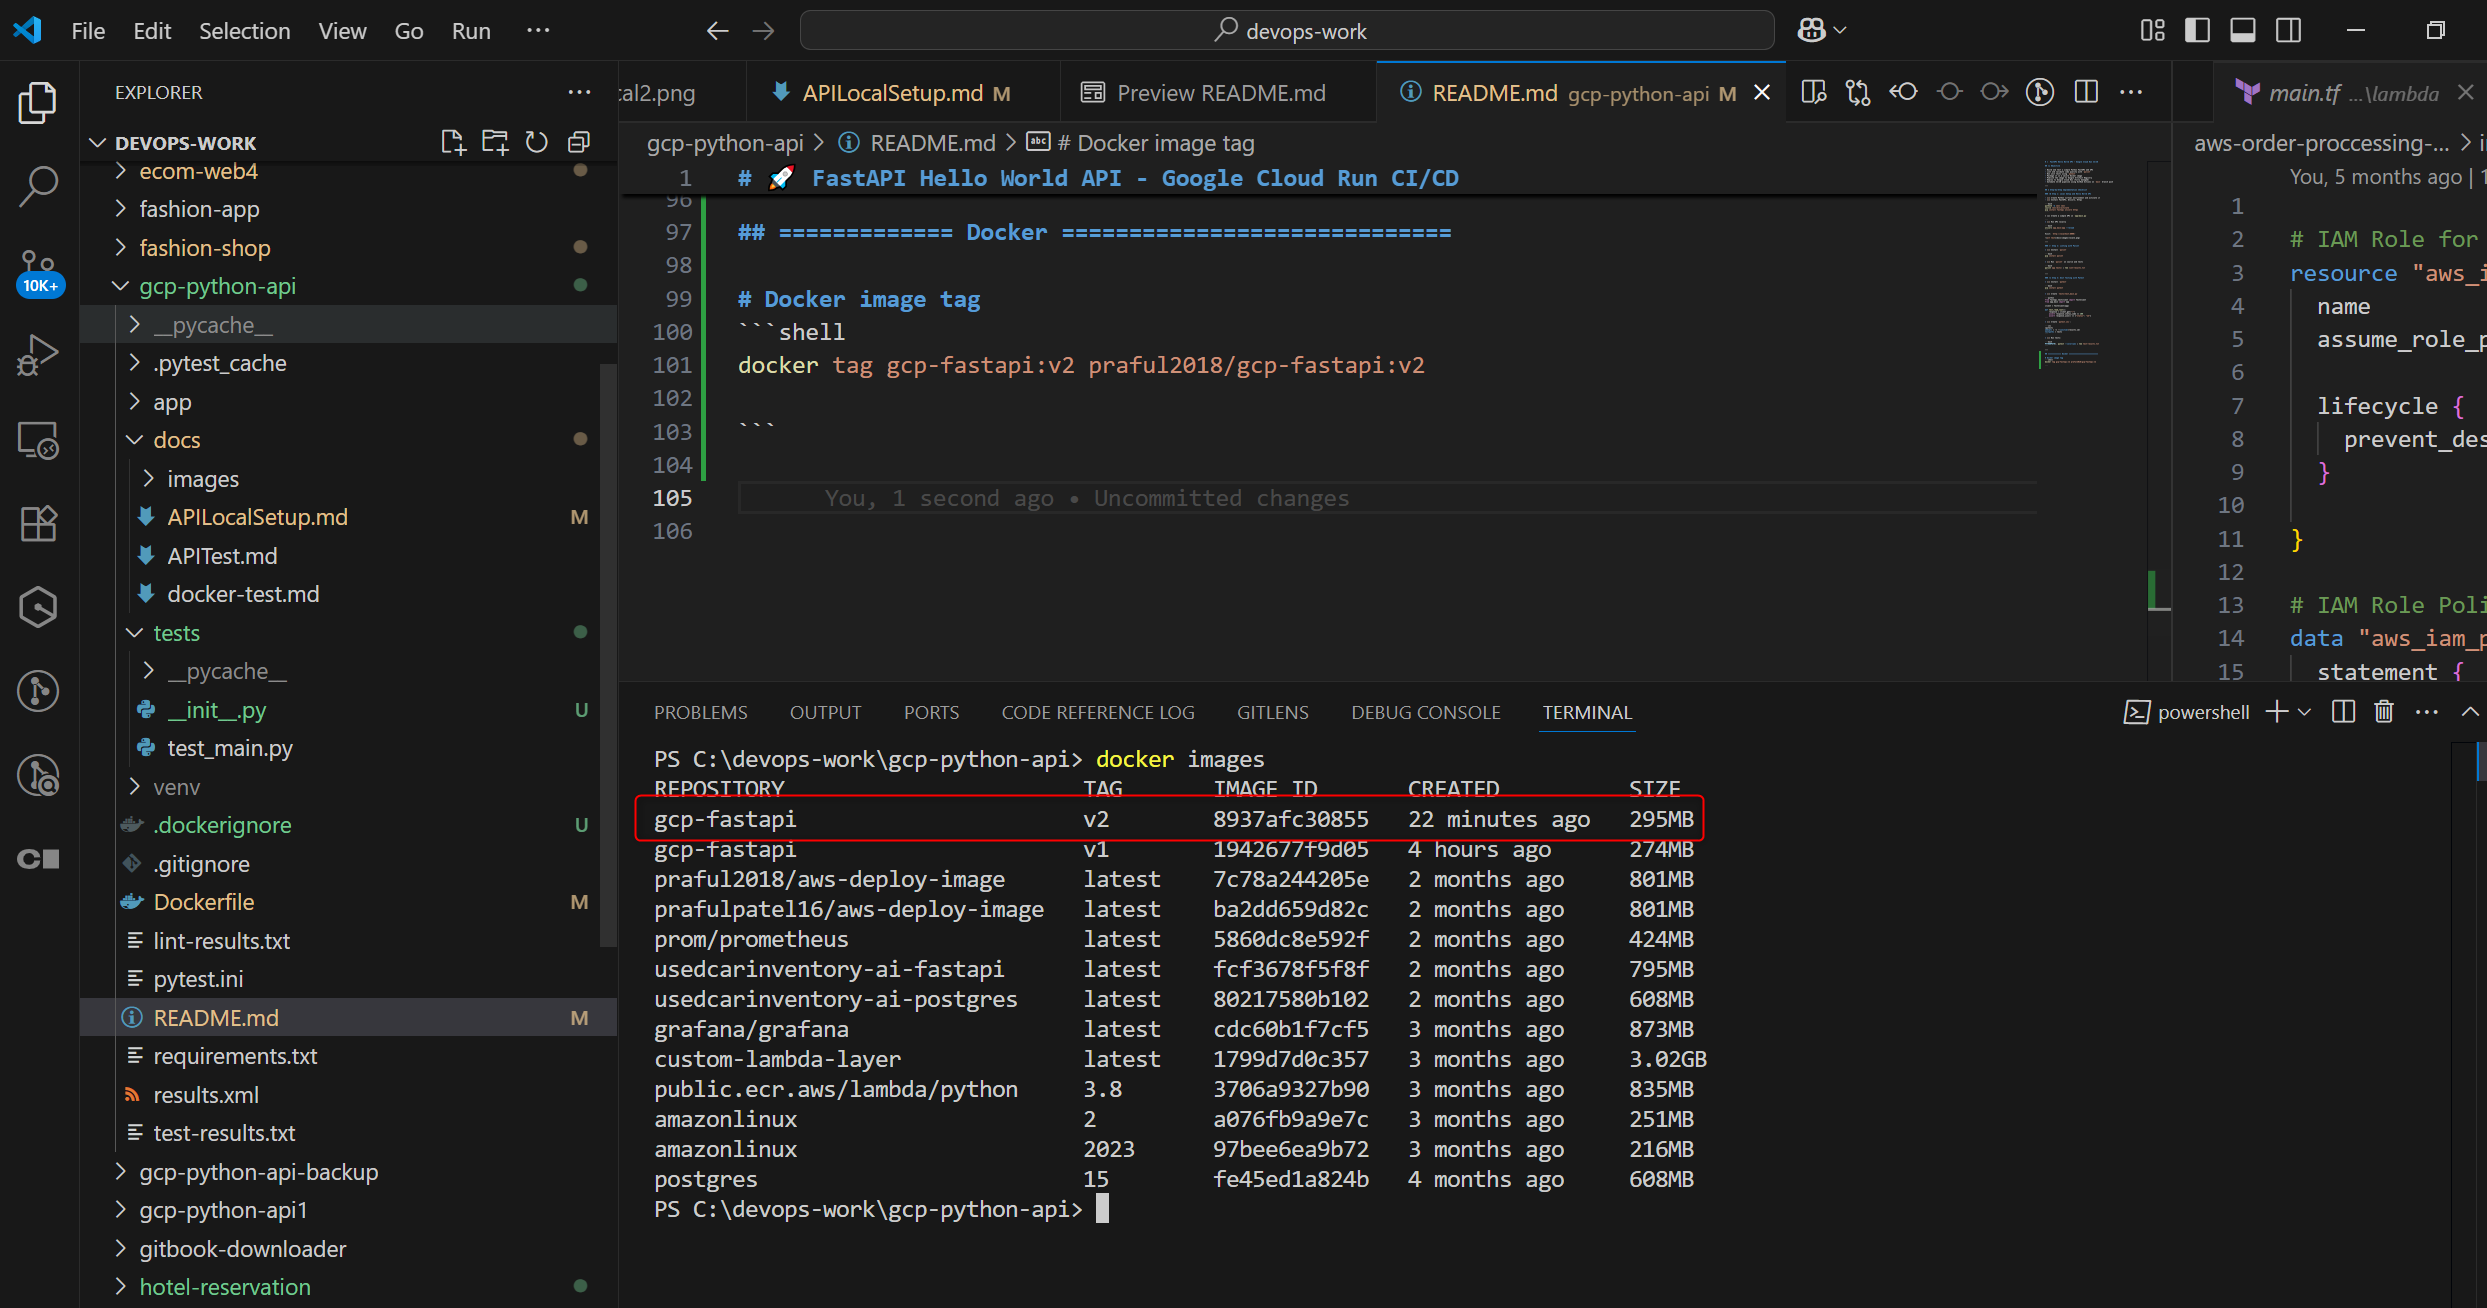 File Edit Selection View Go Run ···
devops-work
EXPLORER
DEVOPS-WORK
ecom-web4
fashion-app
fashion-shop
10K+
gcp-python-api
__pycache__
.pytest_cache
app
docs
images
APILocalSetup.md M
APITest.md
docker-test.md
tests
__pycache__
__init__.py U
test_main.py
venv
.dockerignore U
.gitignore
Dockerfile M
lint-results.txt
pytest.ini
README.md M
requirements.txt
results.xml
test-results.txt
gcp-python-api-backup
gcp-python-api1
gitbook-downloader
hotel-reservation
cal2.png
APILocalSetup.md M
Preview README.md
README.md gcp-python-api M
gcp-python-api > README.md > abc # Docker image tag
1 # 🚀 FastAPI Hello World API - Google Cloud Run CI/CD
96
97 ## ============= Docker =============================
98
99 # Docker image tag
100 ```shell
101 docker tag gcp-fastapi:v2 praful2018/gcp-fastapi:v2
102
103 ```
104
105 You, 1 second ago • Uncommitted changes
106
main.tf ...\lambda
aws-order-proccessing-... >
You, 5 months ago |
1
2 # IAM Role for
3 resource "aws_i
4 name
5 assume_role_p
6
7 lifecycle {
8 prevent_des
9 }
10
11 }
12
13 # IAM Role Poli
14 data "aws_iam_p
15 statement {
PROBLEMS OUTPUT PORTS CODE REFERENCE LOG GITLENS DEBUG CONSOLE TERMINAL
powershell
PS C:\devops-work\gcp-python-api> docker images
REPOSITORY TAG IMAGE ID CREATED SIZE
gcp-fastapi v2 8937afc30855 22 minutes ago 295MB
gcp-fastapi v1 1942677f9d05 4 hours ago 274MB
praful2018/aws-deploy-image latest 7c78a244205e 2 months ago 801MB
prafulpatel16/aws-deploy-image latest ba2dd659d82c 2 months ago 801MB
prom/prometheus latest 5860dc8e592f 2 months ago 424MB
usedcarinventory-ai-fastapi latest fcf3678f5f8f 2 months ago 795MB
usedcarinventory-ai-postgres latest 80217580b102 2 months ago 608MB
grafana/grafana latest cdc60b1f7cf5 3 months ago 873MB
custom-lambda-layer latest 1799d7d0c357 3 months ago 3.02GB
public.ecr.aws/lambda/python 3.8 3706a9327b90 3 months ago 835MB
amazonlinux 2 a076fb9a9e7c 3 months ago 251MB
amazonlinux 2023 97bee6ea9b72 3 months ago 216MB
postgres 15 fe45ed1a824b 4 months ago 608MB
PS C:\devops-work\gcp-python-api>